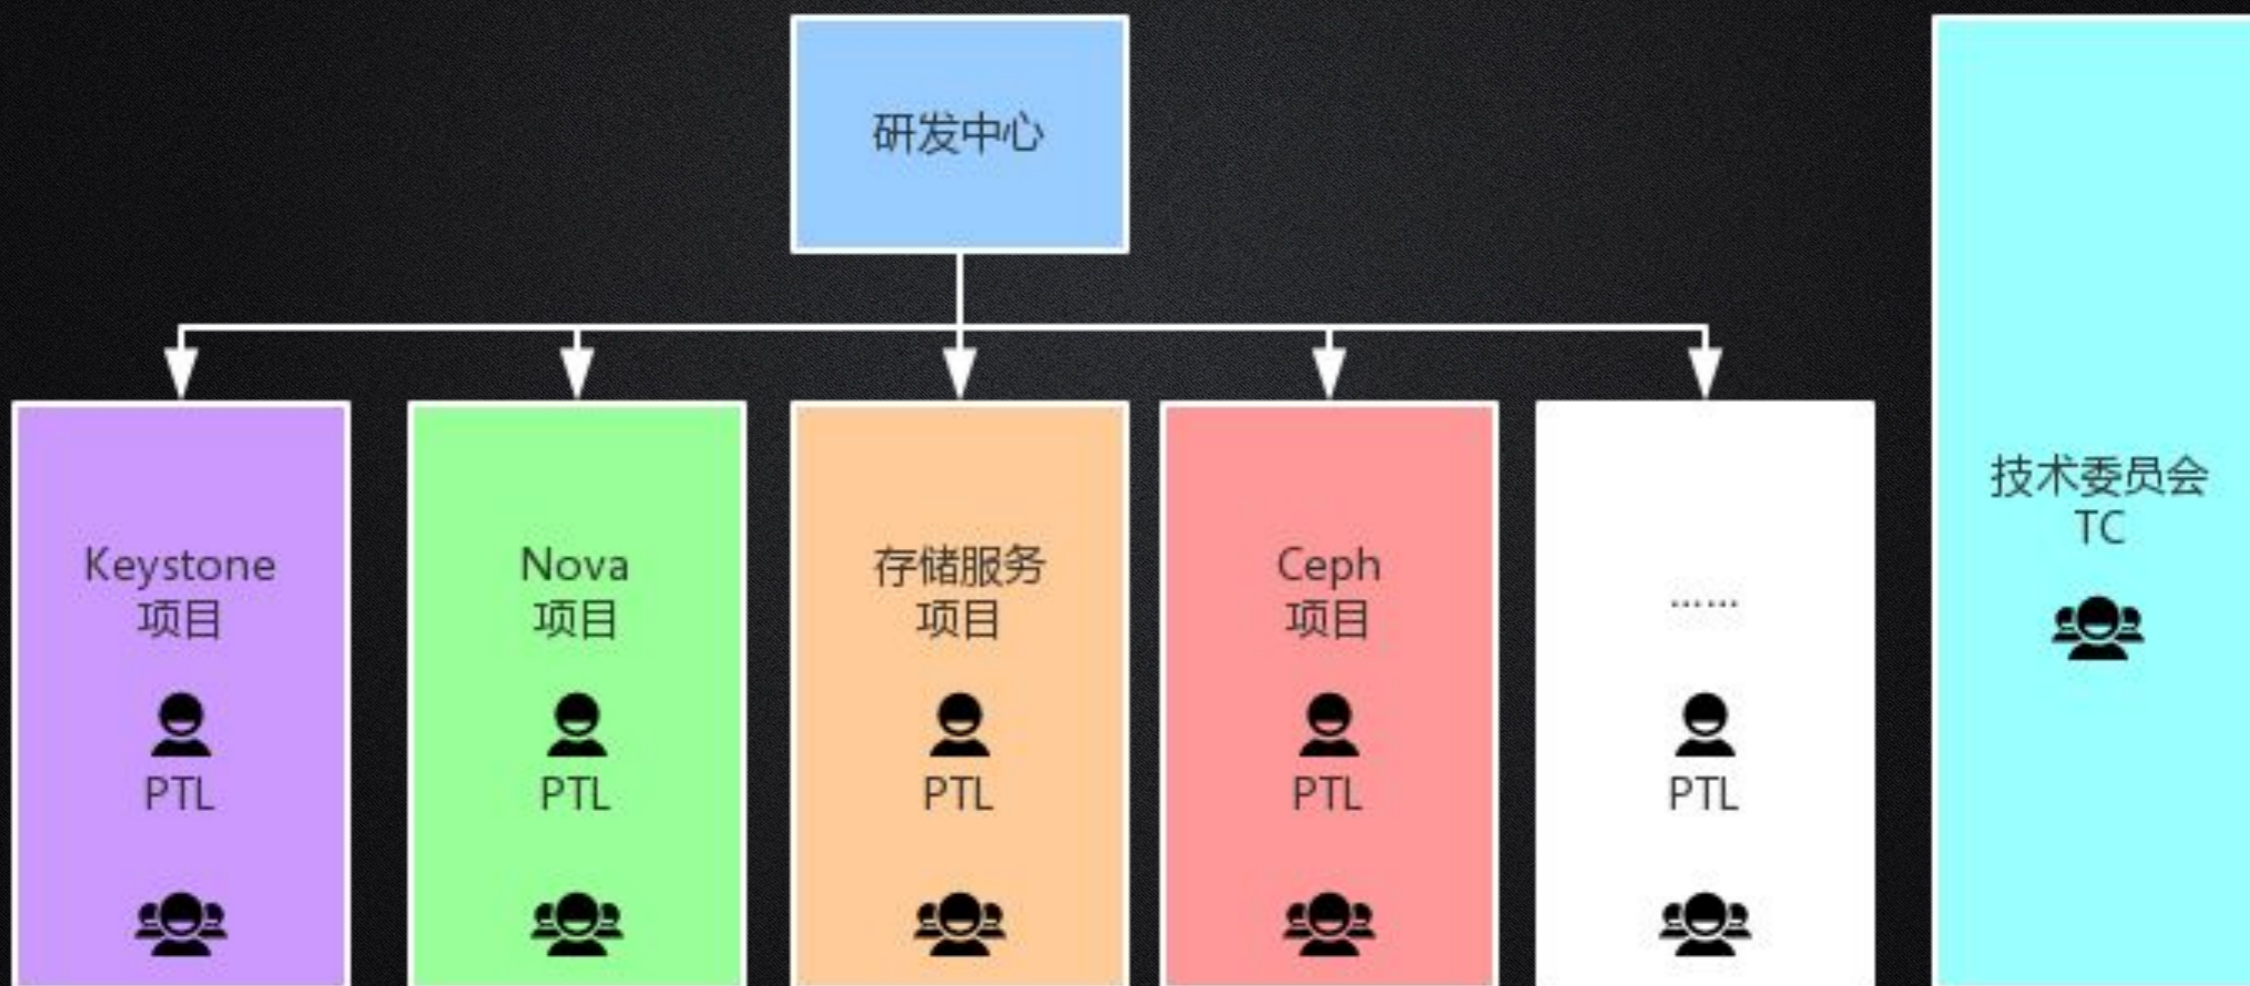 研发中心
Keystone
项目
PTL
Nova
项目
PTL
存储服务
项目
PTL
Ceph
项目
PTL
……
PTL
技术委员会
TC